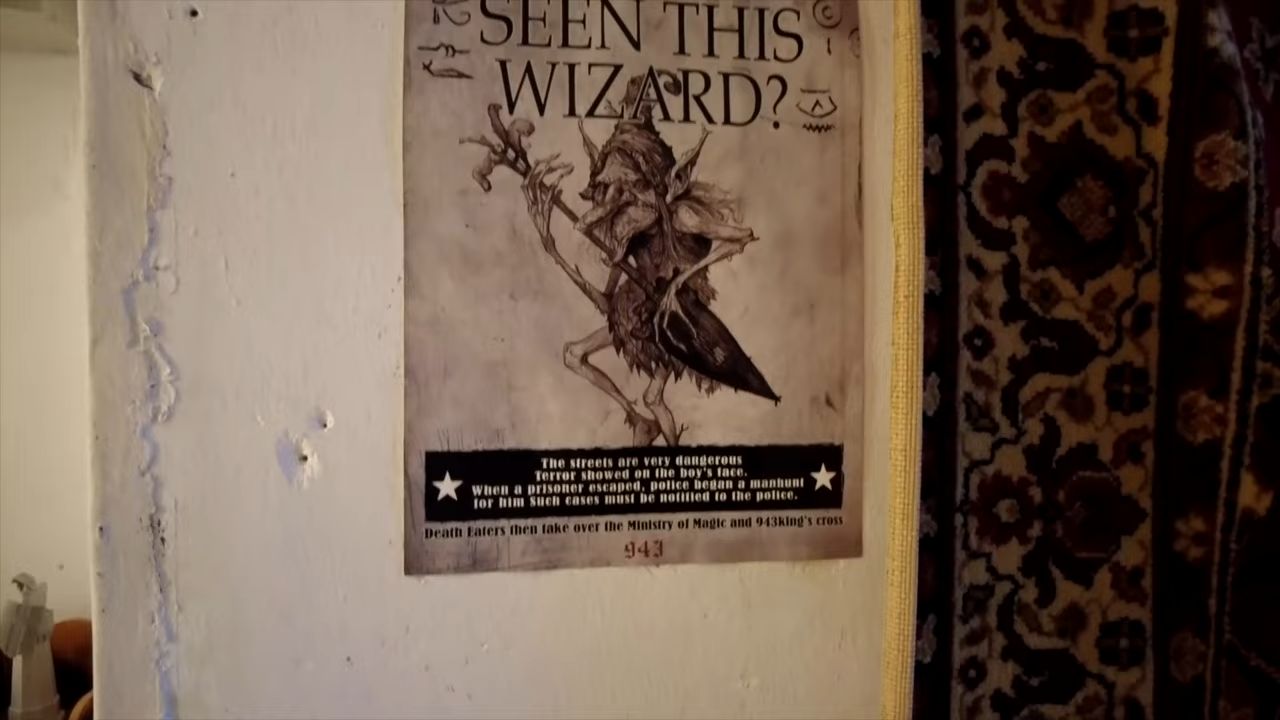 SEEN THIS
WIZARD?
The streets are very dangerous
Terror showed on the boy's face.
When a prisoner escaped, police began a manhunt
for him Such cases must be notified to the police.
Death Eaters then take over the Ministry of Magic and 943king's cross
943